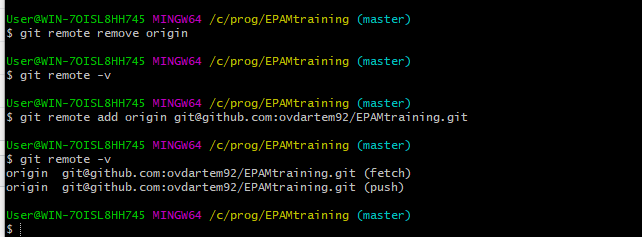 User@WIN-7OISL8HH745 MINGW64 /c/prog/EPAMtraining (master)
$ git remote remove origin
User@WIN-7OISL8HH745 MINGW64 /c/prog/EPAMtraining (master)
$ git remote -v
User@WIN-7OISL8HH745 MINGW64 /c/prog/EPAMtraining (master)
$ git remote add origin git@github.com:ovdartem92/EPAMtraining.git
User@WIN-7OISL8HH745 MINGW64 /c/prog/EPAMtraining (master)
$ git remote -v
origin  git@github.com:ovdartem92/EPAMtraining.git (fetch)
origin  git@github.com:ovdartem92/EPAMtraining.git (push)
User@WIN-7OISL8HH745 MINGW64 /c/prog/EPAMtraining (master)
$